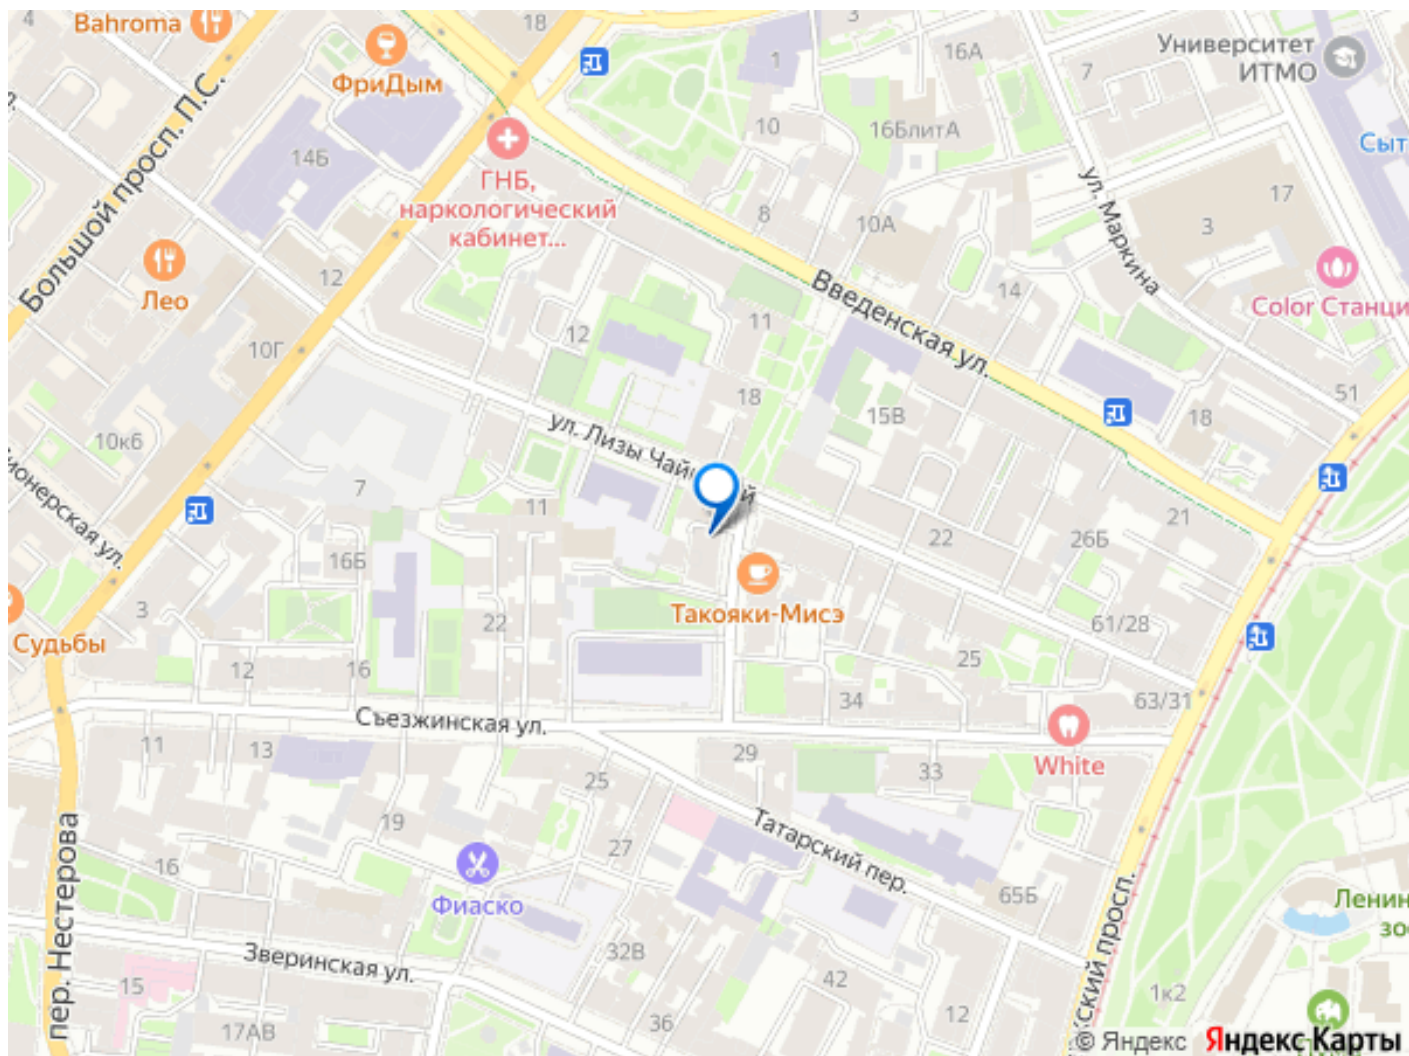 Bahroma
18
3
1
16А
Университет
ИТМО
7
ФриДым
Большой просп. П.С.
14Б
ГНБ,
наркологический
кабинет...
10
16БлитА
Сыт
ул. Маркина
17
3
8
10А
Лео
12
Введенская ул.
14
Color Станци
10Г
12
11
18
15В
51
18
ул. Лизы Чай
й
10к6
7
11
22
26Б
21
16Б
Такояки-Мисэ
3
22
61/28
Судьбы
12
16
25
34
63/31
Съезжинская ул.
11
13
29
33
White
25
19
27
Татарский пер.
пер. Нестерова
16
Фиаско
65Б
Ленин
зо
Зверинская ул.
32В
15
42
1к2
17АВ
36
12
ский просп.
© Яндекс
Яндекс Карты